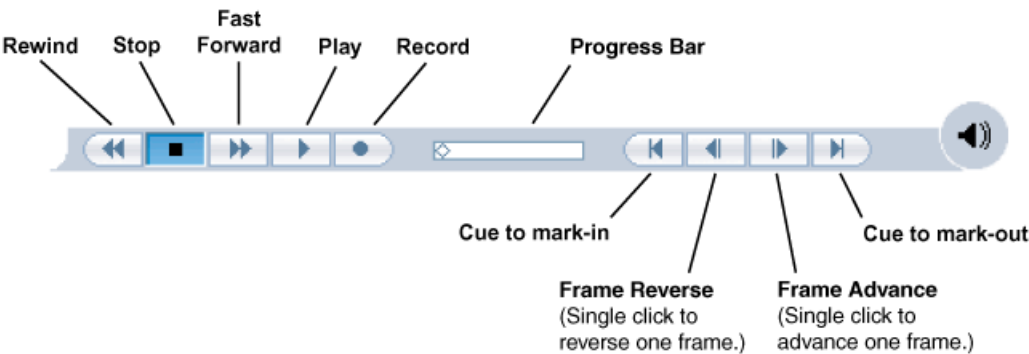 Rewind
Stop
Fast
Forward
Play
Record
Progress Bar
Cue to mark-in
Cue to mark-out
Frame Reverse
(Single click to
reverse one frame.)
Frame Advance
(Single click to
advance one frame.)